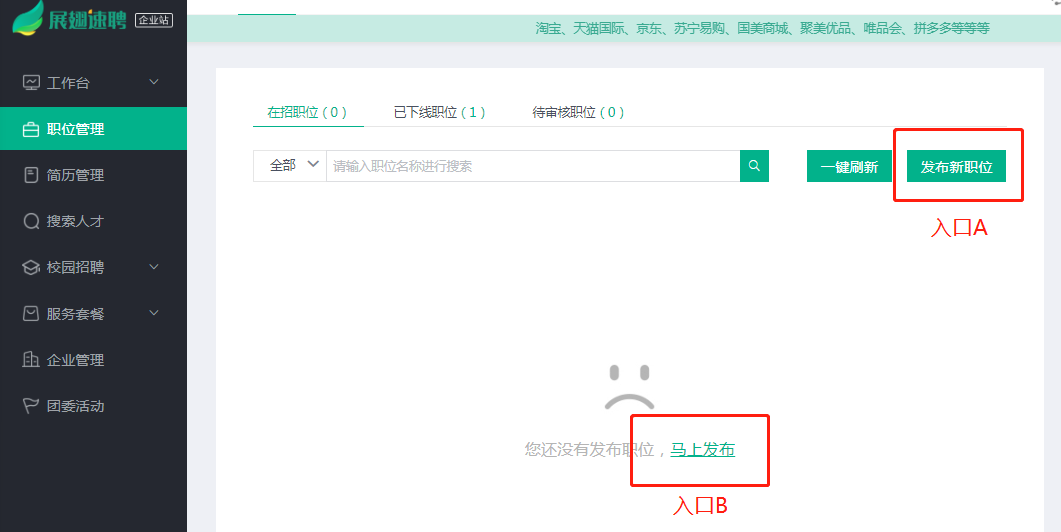 展翅速聘 企业站
淘宝、天猫国际、京东、苏宁易购、国美商城、聚美优品、唯品会、拼多多等等等
工作台
职位管理
简历管理
搜索人才
校园招聘
服务套餐
企业管理
团委活动
在招职位（0） 已下线职位（1） 待审核职位（0）
全部 请输入职位名称进行搜索 一键刷新 发布新职位
入口A
您还没有发布职位，马上发布
入口B